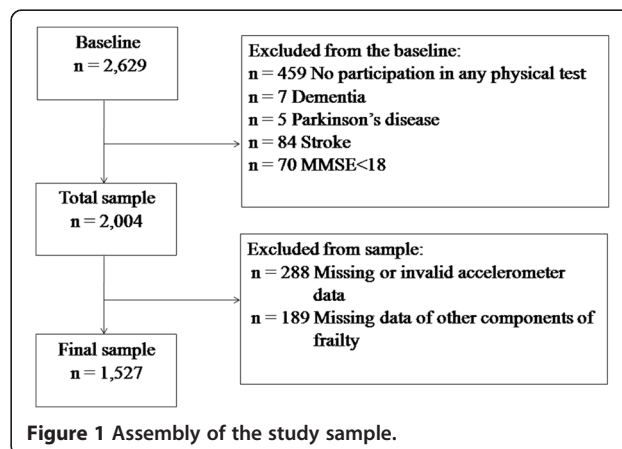 Baseline
n = 2,629
Excluded from the baseline:
n = 459 No participation in any physical test
n = 7 Dementia
n = 5 Parkinson's disease
n = 84 Stroke
n = 70 MMSE<18
Total sample
n = 2,004
Excluded from sample:
n = 288 Missing or invalid accelerometer
data
n = 189 Missing data of other components of
frailty
Final sample
n = 1,527
Figure 1 Assembly of the study sample.